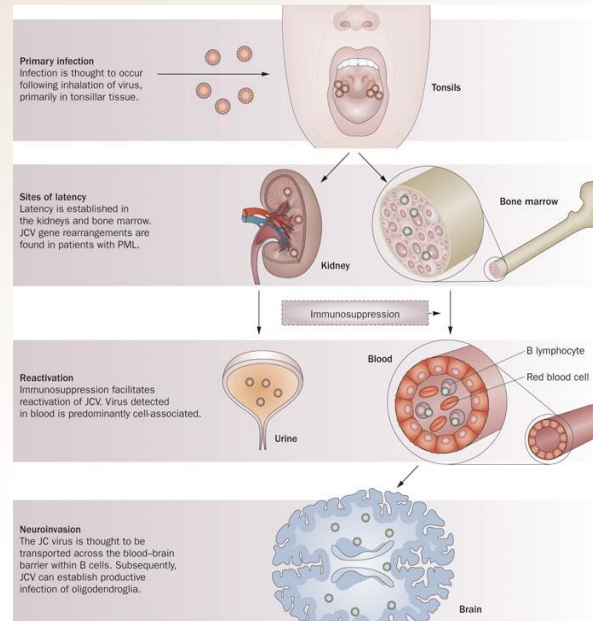 Primary infection
Infection is thought to occur
following inhalation of virus,
primarily in tonsillar tissue.
Tonsils
Sites of latency
Latency is established in
the kidneys and bone marrow.
JCV gene rearrangements are
found in patients with PML.
Kidney
Bone marrow
Immunosuppression
Reactivation
Immunosuppression facilitates
reactivation of JCV. Virus detected
in blood is predominantly cell-associated.
Urine
Blood
B lymphocyte
Red blood cell
Neuroinvasion
The JC virus is thought to be
transported across the blood–brain
barrier within B cells. Subsequently,
JCV can establish productive
infection of oligodendroglia.
Brain